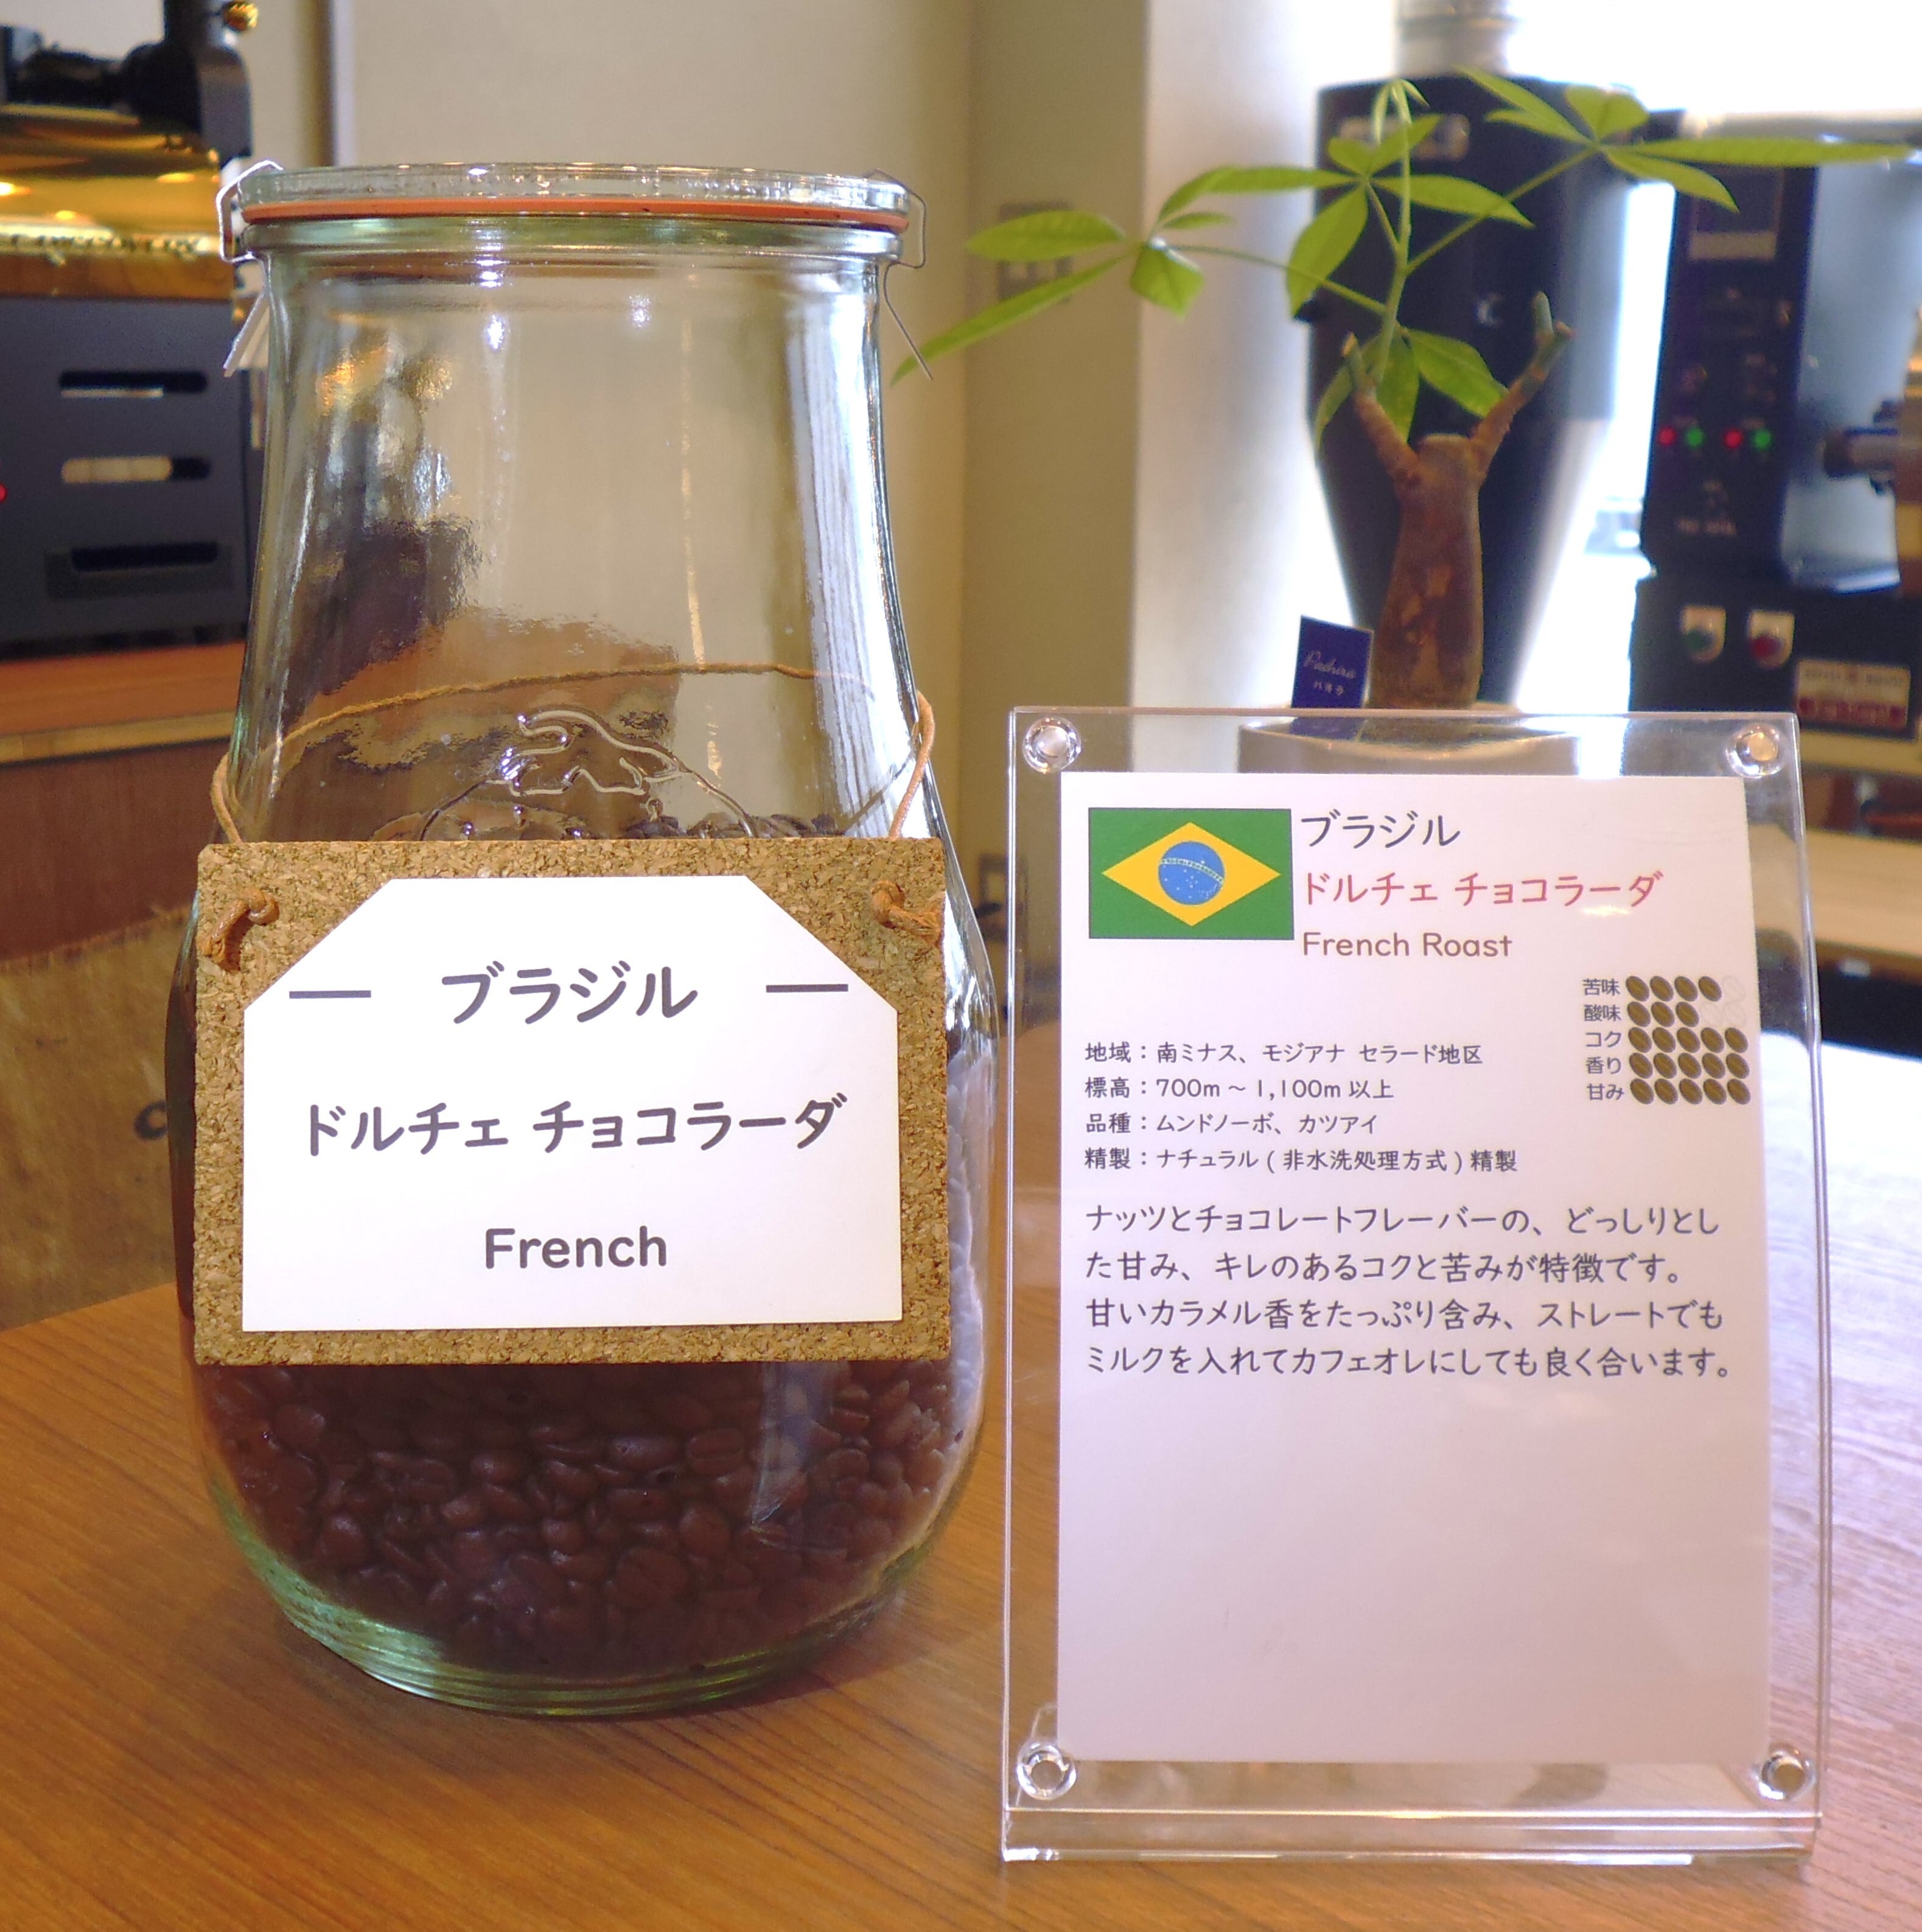 ブラジル
ドルチェ チョコラーダ
French
Pachira
パキラ
ブラジル
ドルチェ チョコラーダ
French Roast
苦味
酸味
コク
香り
甘み
地域：南ミナス、モジアナ セラード地区
標高：700m～1,100m以上
品種：ムンドノーボ、カツアイ
精製：ナチュラル(非水洗処理方式)精製
ナッツとチョコレートフレーバーの、どっしりとし
た甘み、キレのあるコクと苦みが特徴です。
甘いカラメル香をたっぷり含み、ストレートでも
ミルクを入れてカフェオレにしても良く合います。